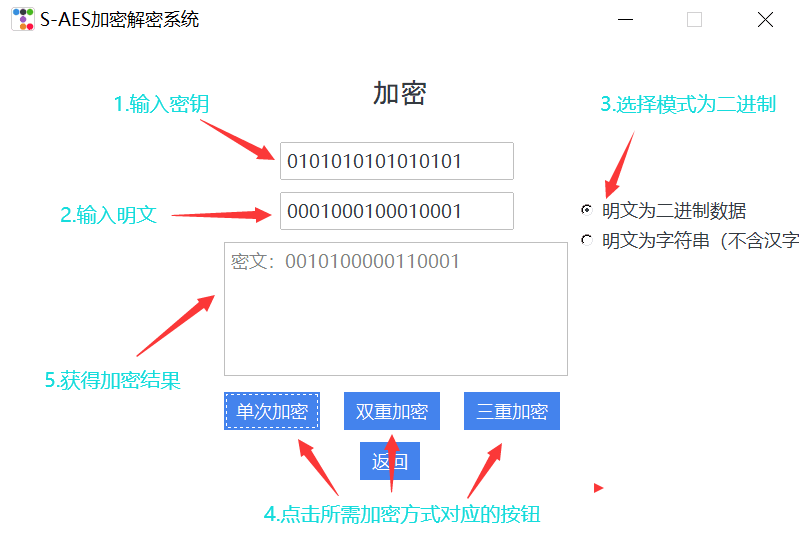 S-AES加密解密系统
加密
1.输入密钥
3.选择模式为二进制
0101010101010101
2.输入明文
0001000100010001
明文为二进制数据
明文为字符串（不含汉字
密文：0010100000110001
5.获得加密结果
单次加密
双重加密
三重加密
返回
4.点击所需加密方式对应的按钮